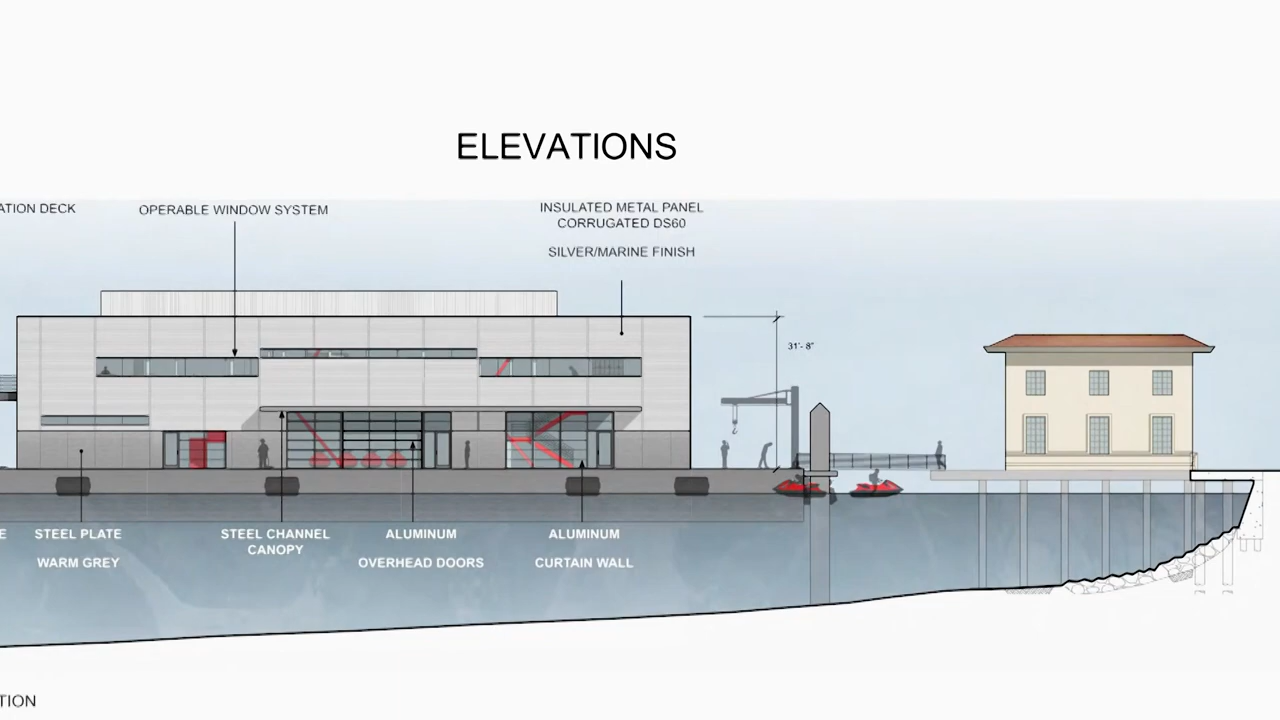 ELEVATIONS
ATION DECK
OPERABLE WINDOW SYSTEM
INSULATED METAL PANEL
CORRUGATED DS60
SILVER/MARINE FINISH
31'- 8"
E
STEEL PLATE
WARM GREY
STEEL CHANNEL
CANOPY
ALUMINUM
OVERHEAD DOORS
ALUMINUM
CURTAIN WALL
TION